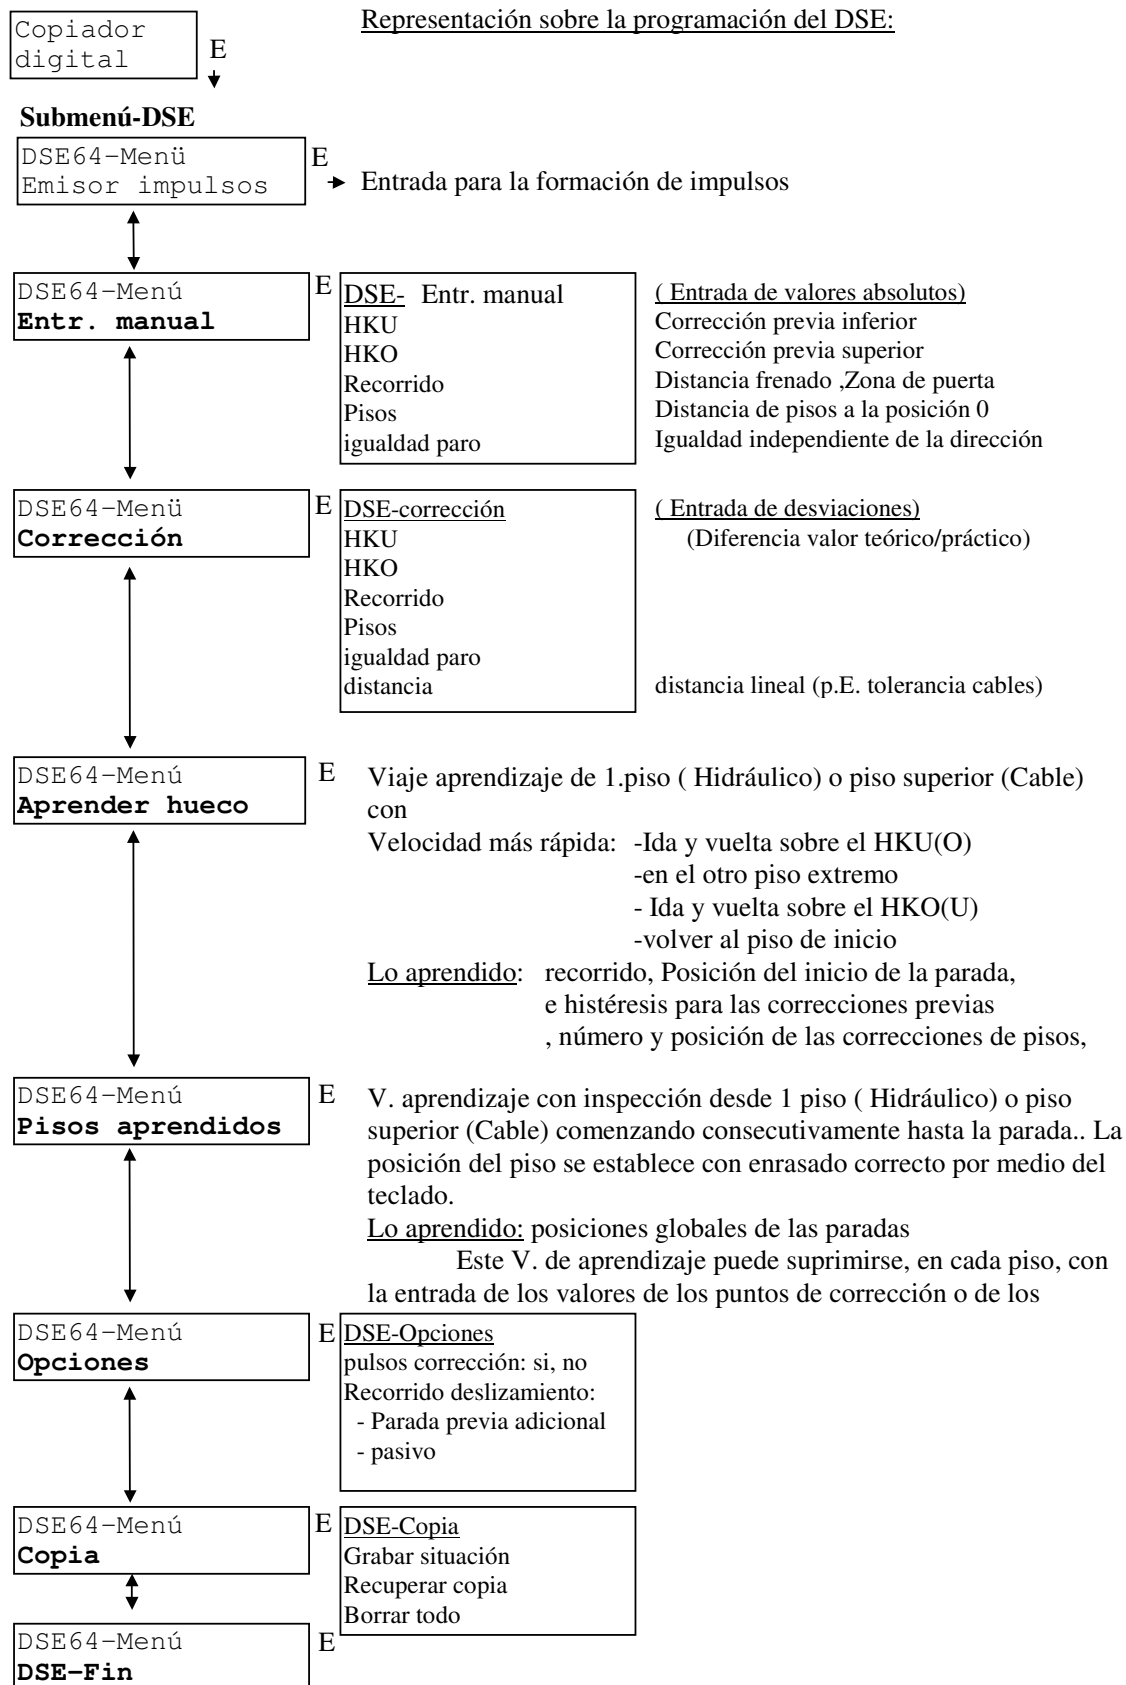 Representación sobre la programación del DSE:
Copiador
digital
E
Submenú-DSE
DSE64-Menü
Emisor impulsos
E
Entrada para la formación de impulsos
DSE64-Menú
Entr. manual
E
DSE- Entr. manual
HKU
HKO
Recorrido
Pisos
igualdad paro
( Entrada de valores absolutos)
Corrección previa inferior
Corrección previa superior
Distancia frenado ,Zona de puerta
Distancia de pisos a la posición 0
Igualdad independiente de la dirección
DSE64-Menü
Corrección
E
DSE-corrección
HKU
HKO
Recorrido
Pisos
igualdad paro
distancia
( Entrada de desviaciones)
(Diferencia valor teórico/práctico)
distancia lineal (p.E. tolerancia cables)
DSE64-Menú
Aprender hueco
E
Viaje aprendizaje de 1.piso ( Hidráulico) o piso superior (Cable)
con
Velocidad más rápida: -Ida y vuelta sobre el HKU(O)
-en el otro piso extremo
- Ida y vuelta sobre el HKO(U)
-volver al piso de inicio
Lo aprendido: recorrido, Posición del inicio de la parada,
e histéresis para las correcciones previas
, número y posición de las correcciones de pisos,
DSE64-Menú
Pisos aprendidos
E
V. aprendizaje con inspección desde 1 piso ( Hidráulico) o piso
superior (Cable) comenzando consecutivamente hasta la parada.. La
posición del piso se establece con enrasado correcto por medio del
teclado.
Lo aprendido: posiciones globales de las paradas
Este V. de aprendizaje puede suprimirse, en cada piso, con
la entrada de los valores de los puntos de corrección o de los
DSE64-Menú
Opciones
E
DSE-Opciones
pulsos corrección: si, no
Recorrido deslizamiento:
- Parada previa adicional
- pasivo
DSE64-Menú
Copia
E
DSE-Copia
Grabar situación
Recuperar copia
Borrar todo
DSE64-Menú
DSE-Fin
E